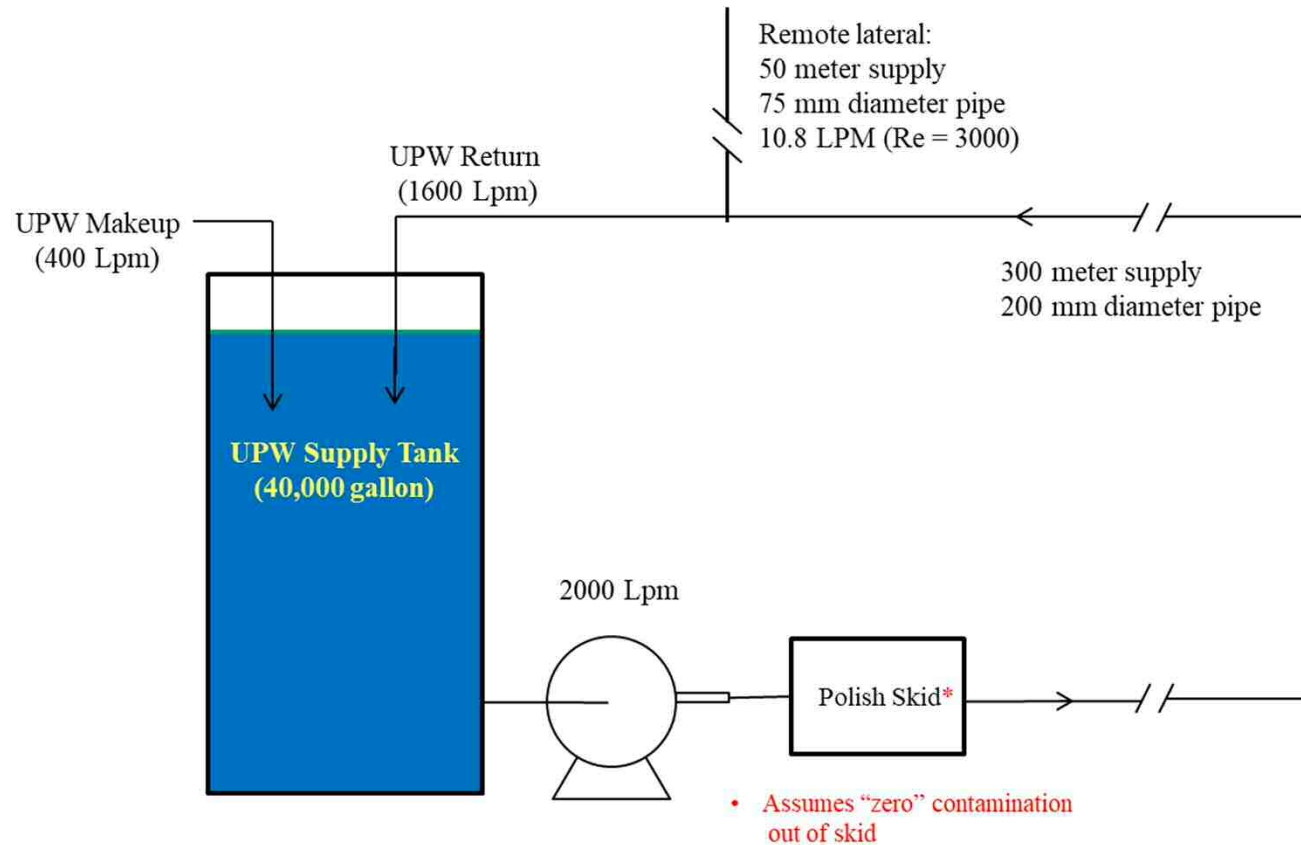 Remote lateral:
50 meter supply
75 mm diameter pipe
10.8 LPM (Re = 3000)
UPW Return
(1600 Lpm)
UPW Makeup
(400 Lpm)
300 meter supply
200 mm diameter pipe
UPW Supply Tank
(40,000 gallon)
2000 Lpm
Polish Skid*
• Assumes “zero” contamination
out of skid